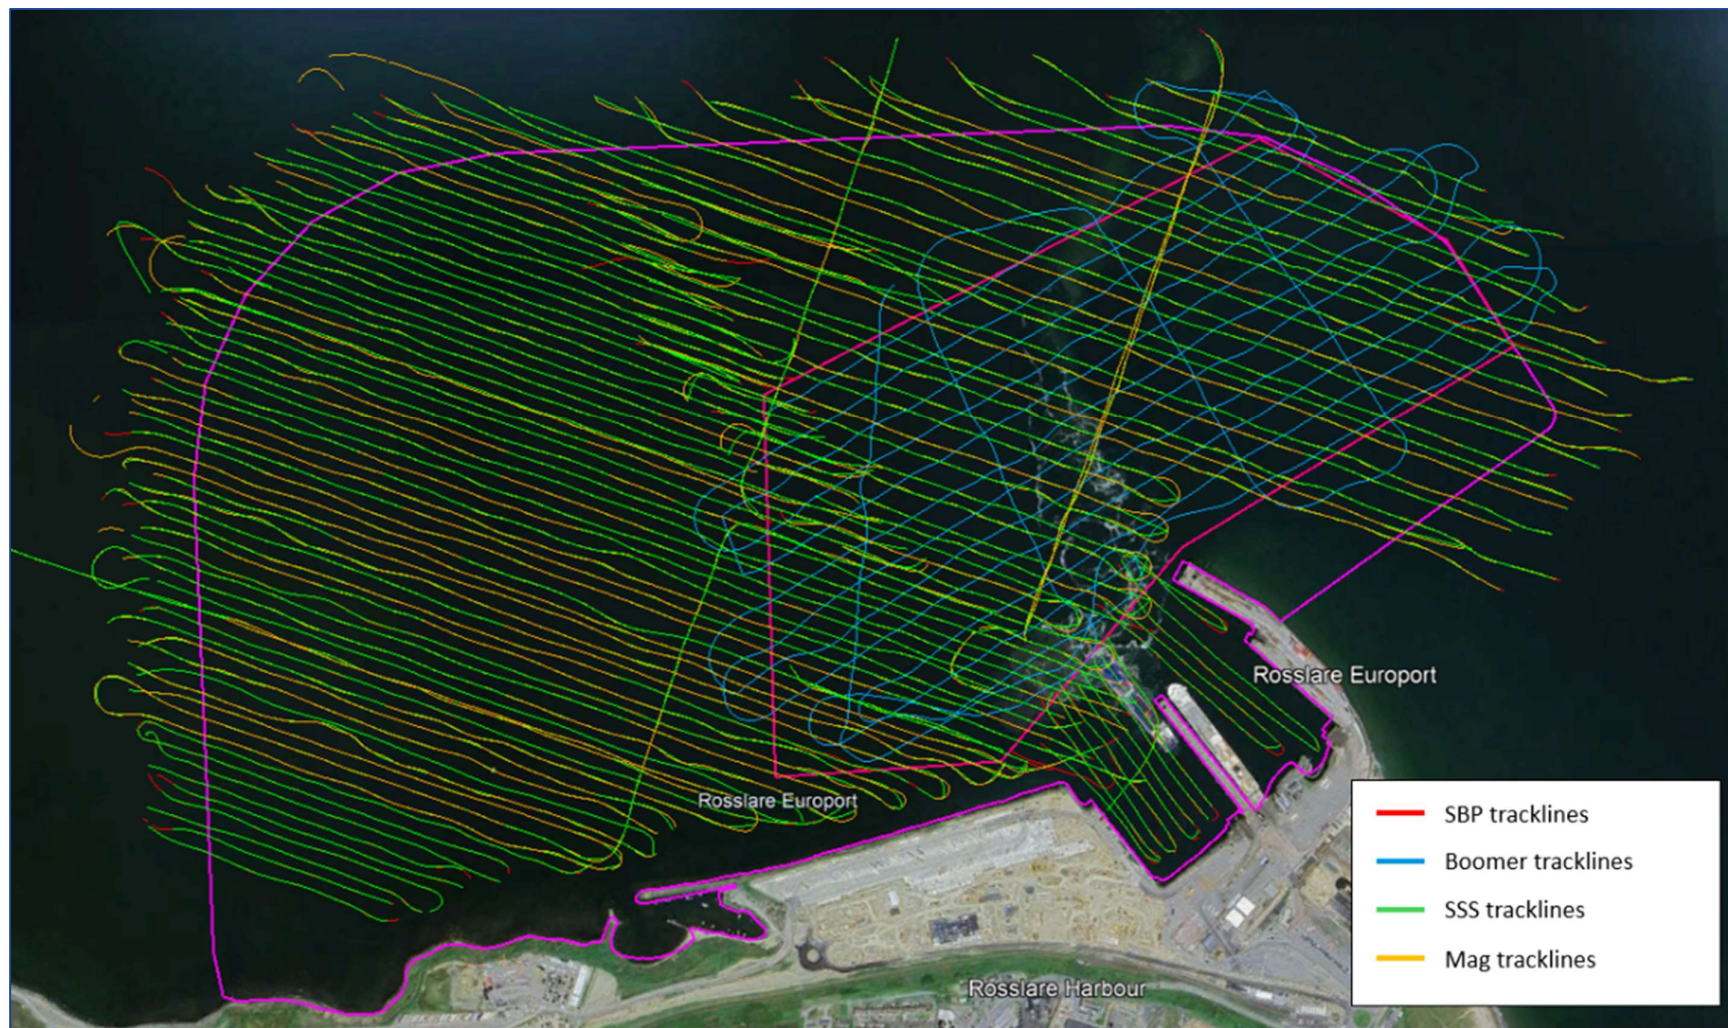 Rosslare Europort
Rosslare Europort
Rosslare Harbour
SBP tracklines
Boomer tracklines
SSS tracklines
Mag tracklines